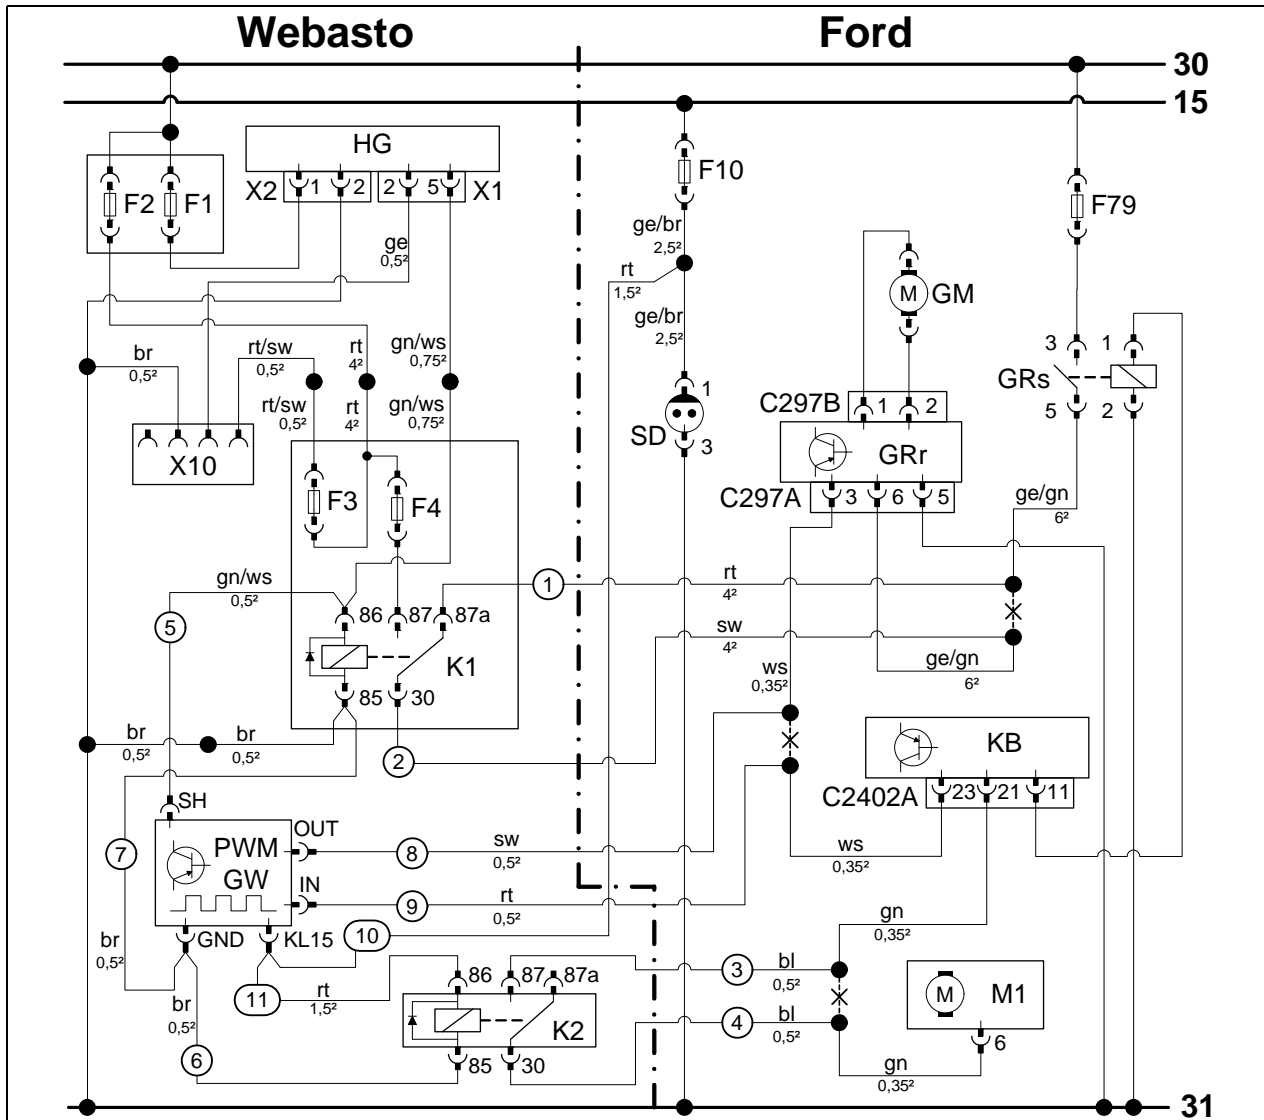 Webasto
Ford
30
15
HG
F2
F1
X2
1
2
2
5
X1
F10
F79
ge
0,5²
ge/br
2,5²
rt
1,5²
ge/br
2,5²
M
GM
br
0,5²
rt/sw
0,5²
rt
4²
gn/ws
0,75²
3
1
GRs
5
2
rt/sw
0,5²
rt
4²
gn/ws
0,75²
1
SD
3
C297B
1
2
GRr
X10
F3
F4
C297A
3
6
5
ge/gn
6²
gn/ws
0,5²
1
rt
4²
5
86
87
87a
sw
4²
K1
ws
0,35²
ge/gn
6²
85
30
br
0,5²
br
0,5²
2
KB
SH
C2402A
23
21
11
7
PWM
GW
OUT
IN
8
sw
0,5²
ws
0,35²
9
rt
0,5²
GND
KL15
10
gn
0,35²
br
0,5²
11
rt
1,5²
86
87
87a
3
bl
0,5²
M
M1
br
0,5²
K2
4
bl
0,5²
6
6
85
30
gn
0,35²
31